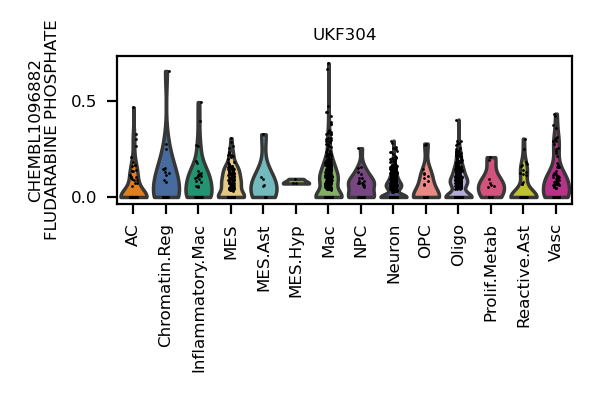 UKF304
CHEMBL1096882
FLUDARABINE PHOSPHATE
0.5
0.0
AC
Chromatin.Reg
Inflammatory.Mac
MES
MES.Ast
MES.Hyp
Mac
NPC
Neuron
OPC
Oligo
Prolif.Metab
Reactive.Ast
Vasc